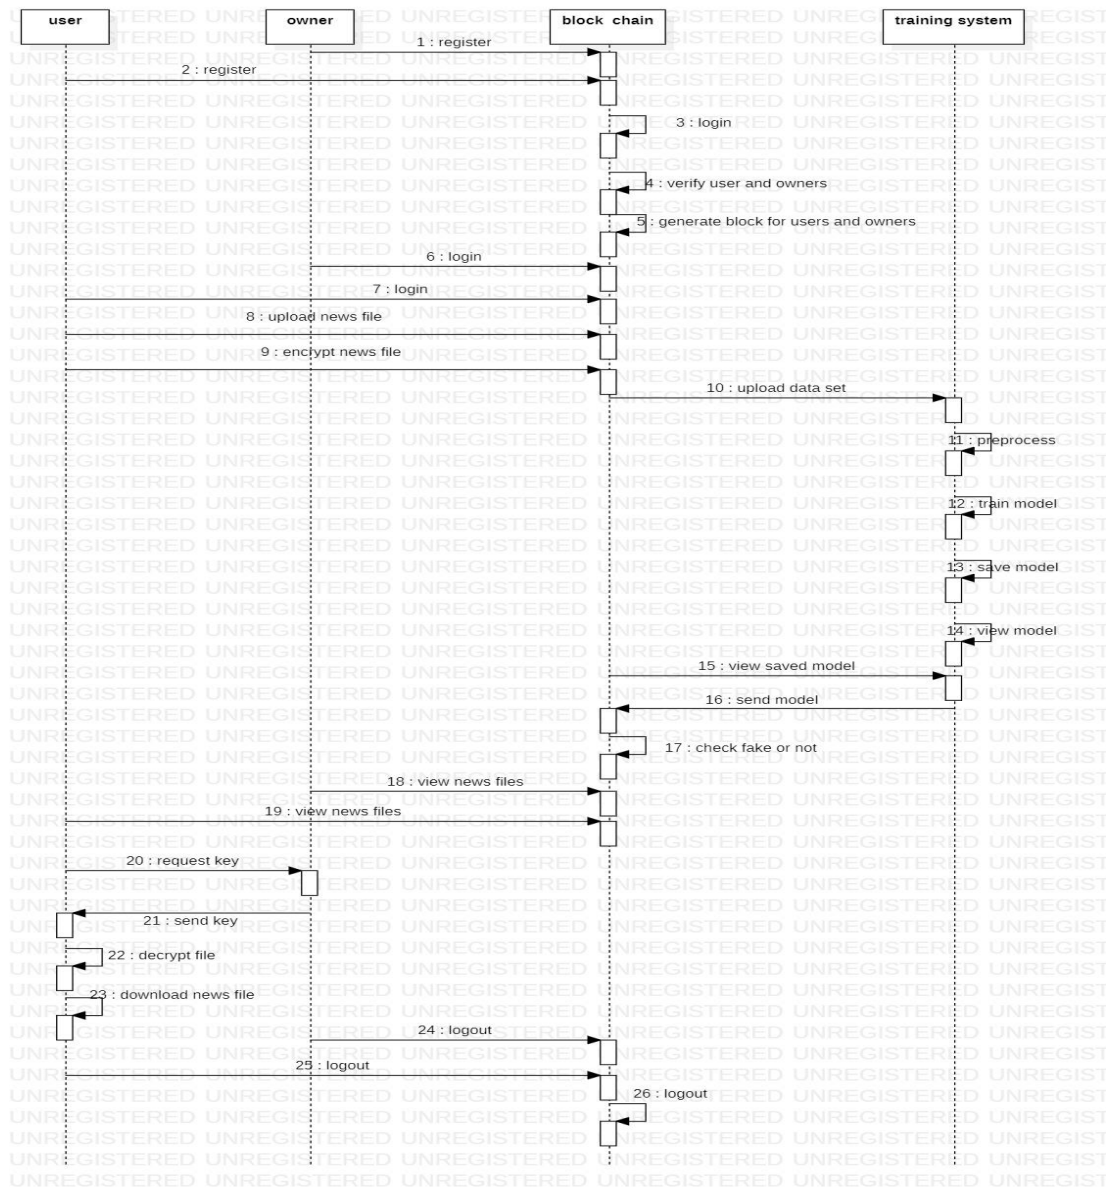 user owner block chain training system
1 : register
2 : register
3 : login
4 : verify user and owners
5 : generate block for users and owners
6 : login
7 : login
8 : upload news file
9 : encrypt news file
10 : upload data set
11 : preprocess
12 : train model
13 : save model
14 : view model
15 : view saved model
16 : send model
17 : check fake or not
18 : view news files
19 : view news files
20 : request key
21 : send key
22 : decrypt file
23 : download news file
24 : logout
25 : logout
26 : logout